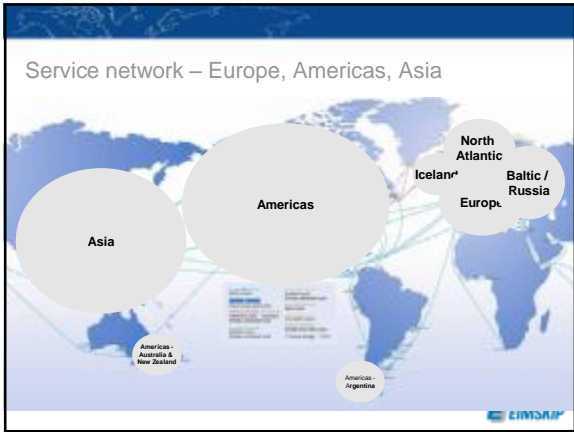 Service network – Europe, Americas, Asia
North
Atlantic
Iceland
Baltic /
Russia
Europe
Americas
Asia
Americas -
Australia &
New Zealand
Americas -
Argentina
EIMSKIP